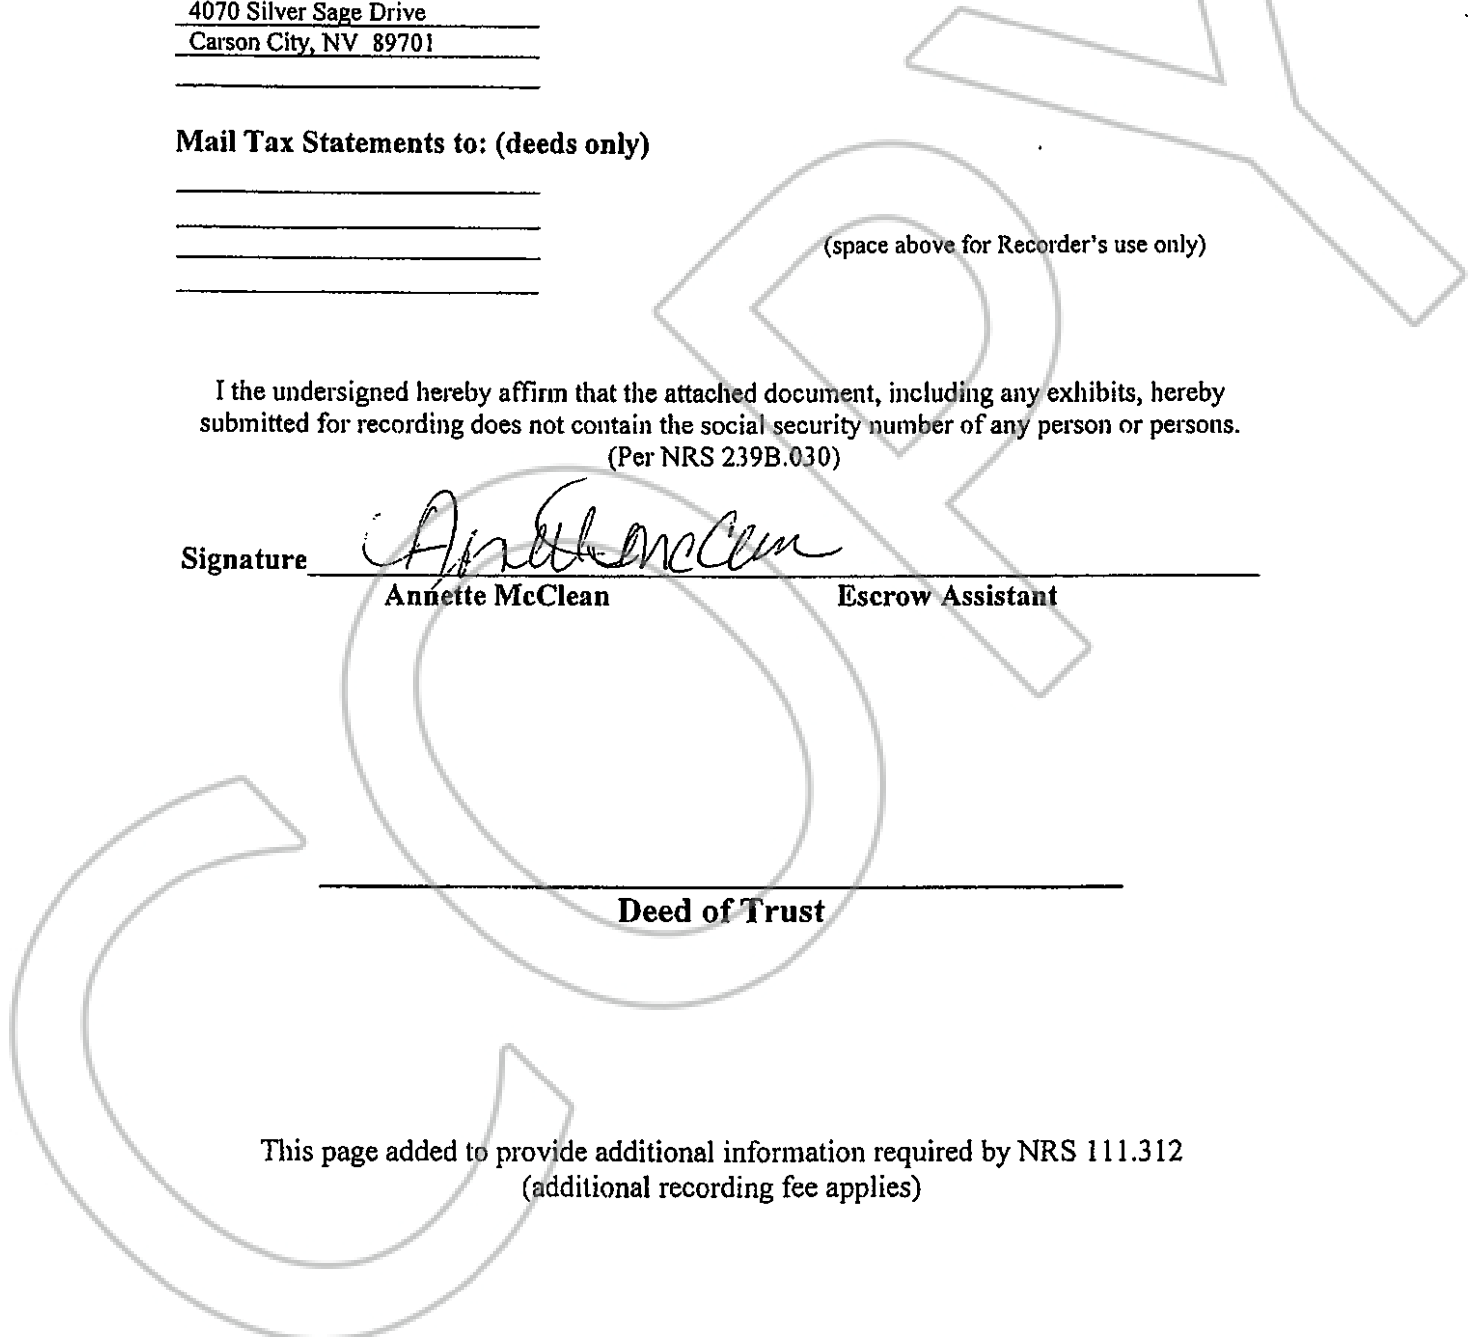 4070 Silver Sage Drive
Carson City, NV 89701
Mail Tax Statements to: (deeds only)
(space above for Recorder's use only)
I the undersigned hereby affirm that the attached document, including any exhibits, hereby
submitted for recording does not contain the social security number of any person or persons.
(Per NRS 239B.030)
Signature Annette McClean
Annette McClean Escrow Assistant
Deed of Trust
This page added to provide additional information required by NRS 111.312
(additional recording fee applies)
COPY